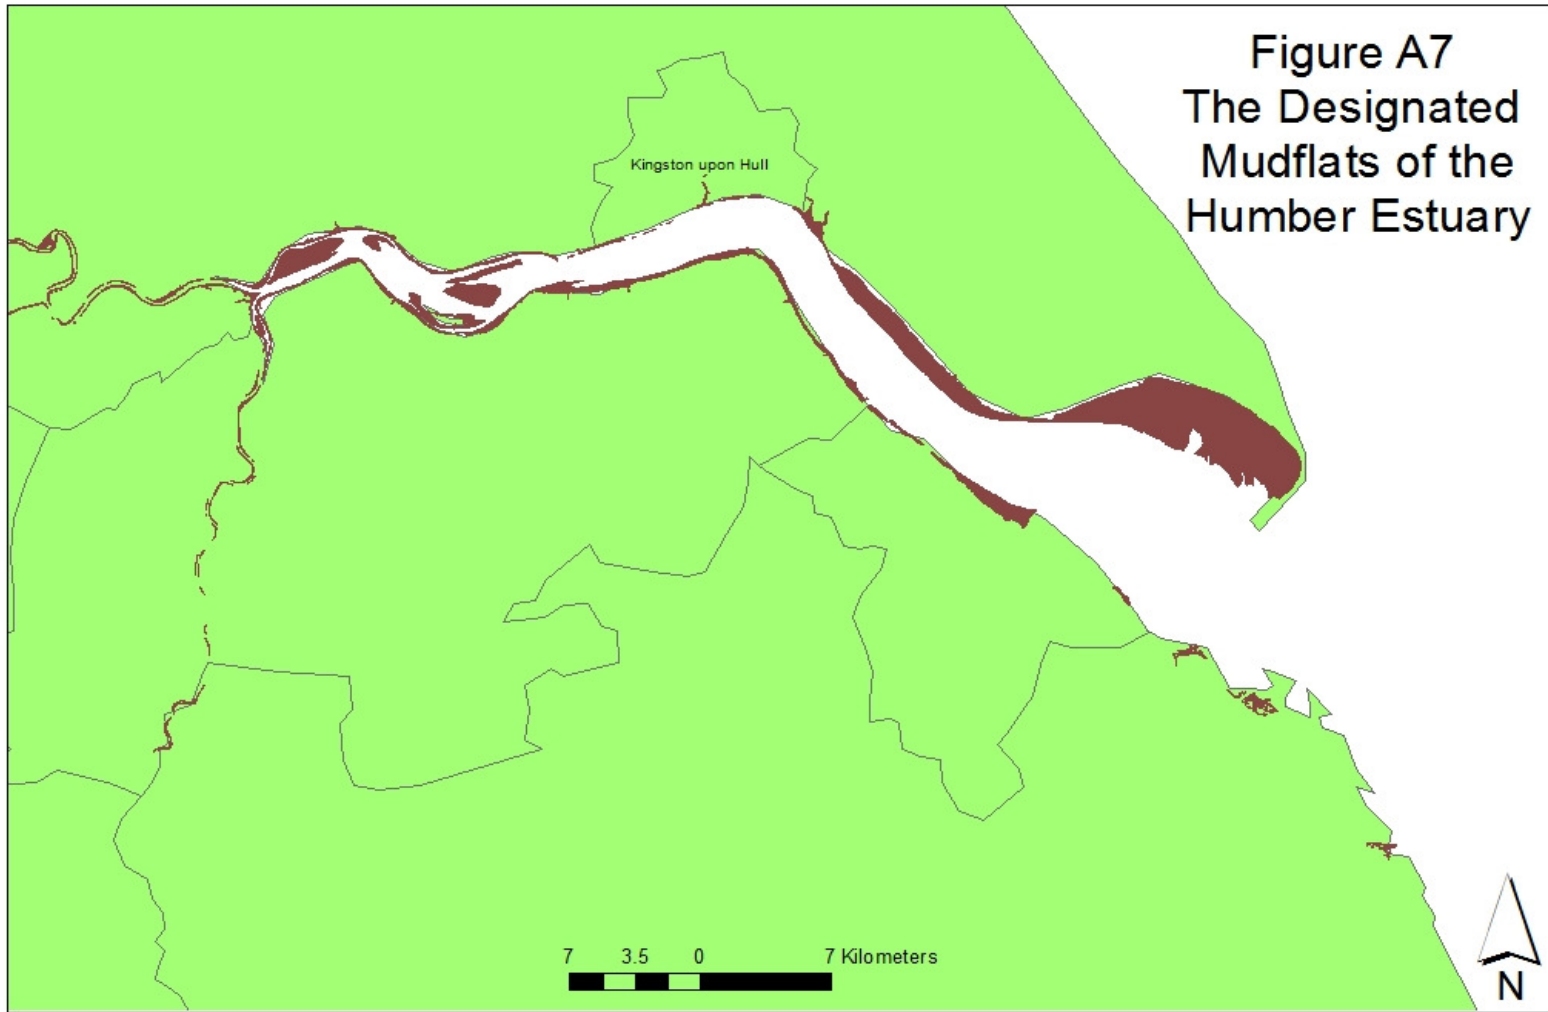 Figure A7
The Designated
Mudflats of the
Humber Estuary
Kingston upon Hull
7 3.5 0 7 Kilometers
N